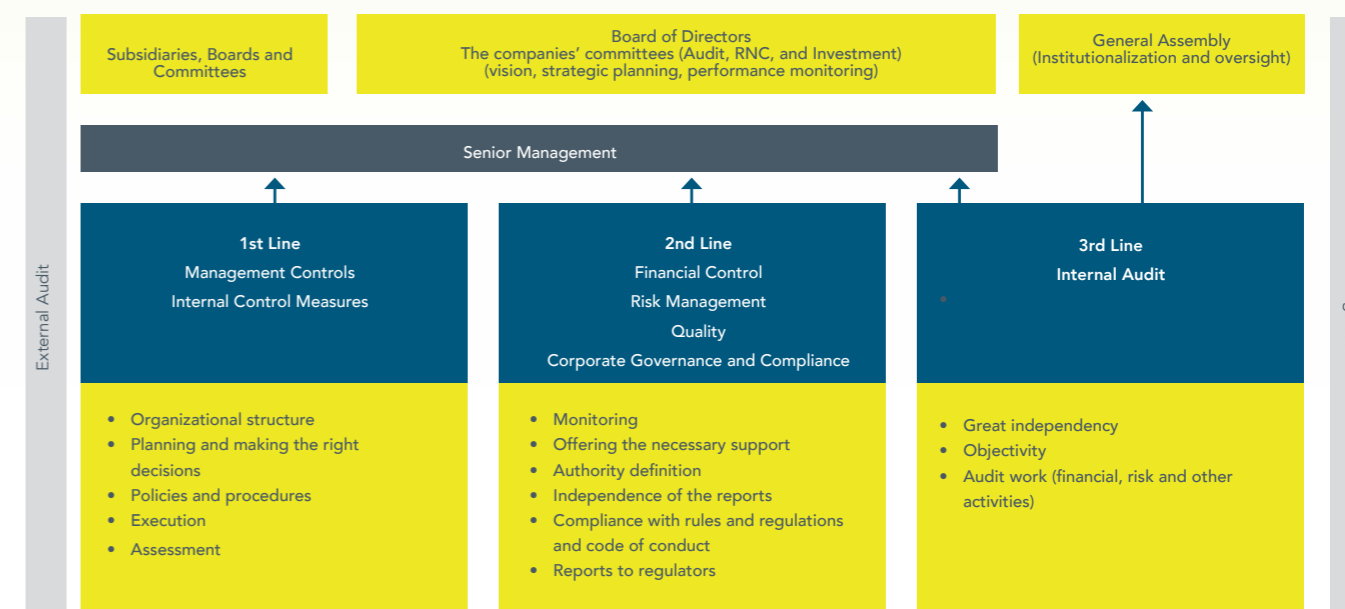 Subsidiaries, Boards and
Committees
Board of Directors
The companies' committees (Audit, RNC, and Investment)
(vision, strategic planning, performance monitoring)
General Assembly
(Institutionalization and oversight)
Senior Management
External Audit
1st Line
Management Controls
Internal Control Measures
2nd Line
Financial Control
Risk Management
Quality
Corporate Governance and Compliance
3rd Line
Internal Audit
•
• Organizational structure
• Planning and making the right
decisions
• Policies and procedures
• Execution
• Assessment
• Monitoring
• Offering the necessary support
• Authority definition
• Independence of the reports
• Compliance with rules and regulations
and code of conduct
• Reports to regulators
• Great independency
• Objectivity
• Audit work (financial, risk and other
activities)